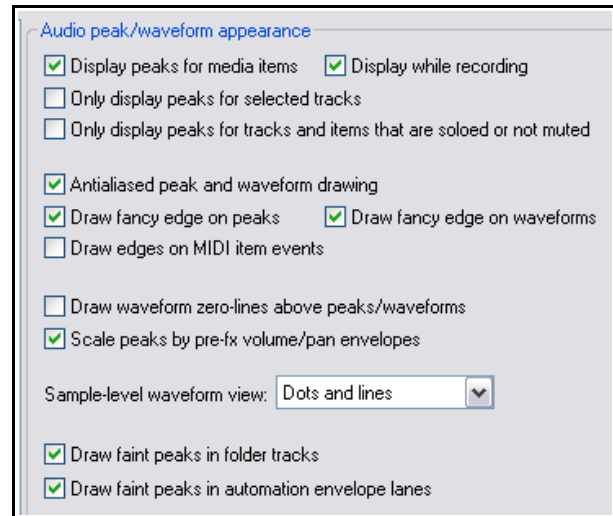 Audio peak/waveform appearance
Display peaks for media items Display while recording
Only display peaks for selected tracks
Only display peaks for tracks and items that are soloed or not muted
Antialiased peak and waveform drawing
Draw fancy edge on peaks Draw fancy edge on waveforms
Draw edges on MIDI item events
Draw waveform zero-lines above peaks/waveforms
Scale peaks by pre-fx volume/pan envelopes
Sample-level waveform view: Dots and lines
Draw faint peaks in folder tracks
Draw faint peaks in automation envelope lanes